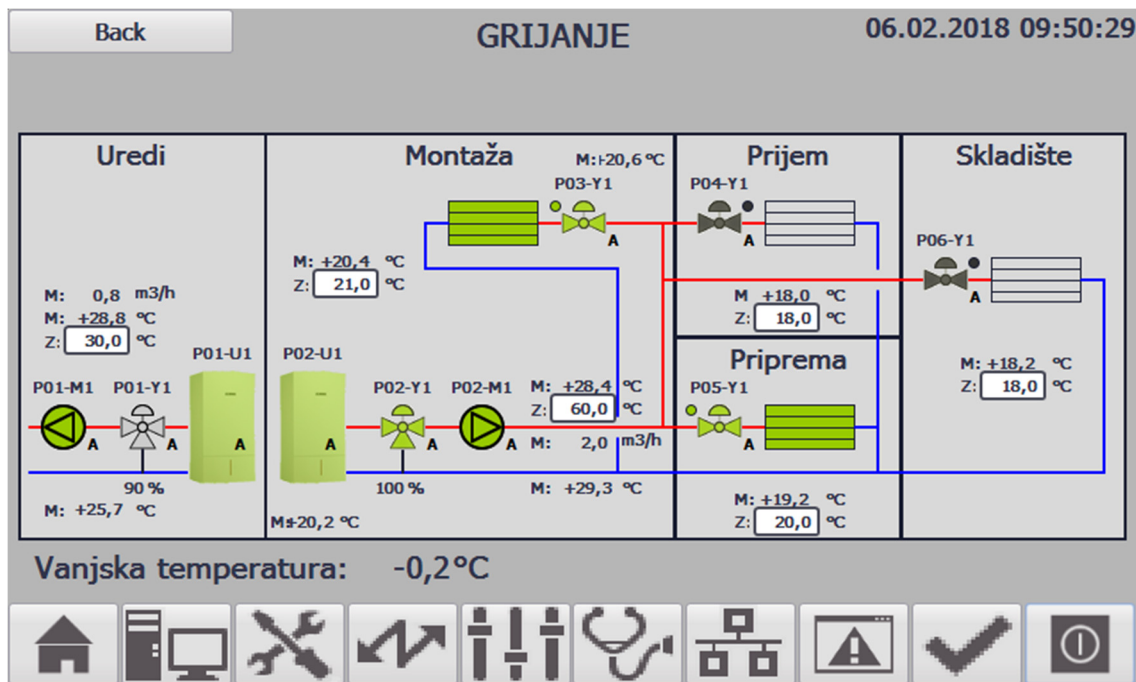 Back
GRIJANJE
06.02.2018 09:50:29
Uredi
M: 0,8 m3/h
M: +28,8 °C
Z: 30,0 °C
P01-U1
P01-M1
P01-Y1
A
A
A
90 %
M: +25,7 °C
Montaža
M:+20,6 °C
P03-Y1
A
M: +20,4 °C
Z: 21,0 °C
P02-U1
P02-Y1
P02-M1
M: +28,4 °C
Z: 60,0 °C
A
A
A
M: 2,0 m3/h
100 %
M: +29,3 °C
M:+20,2 °C
Prijem
P04-Y1
A
M +18,0 °C
Z: 18,0 °C
Priprema
P05-Y1
A
M: +19,2 °C
Z: 20,0 °C
Skladište
P06-Y1
A
M: +18,2 °C
Z: 18,0 °C
Vanjska temperatura: -0,2°C